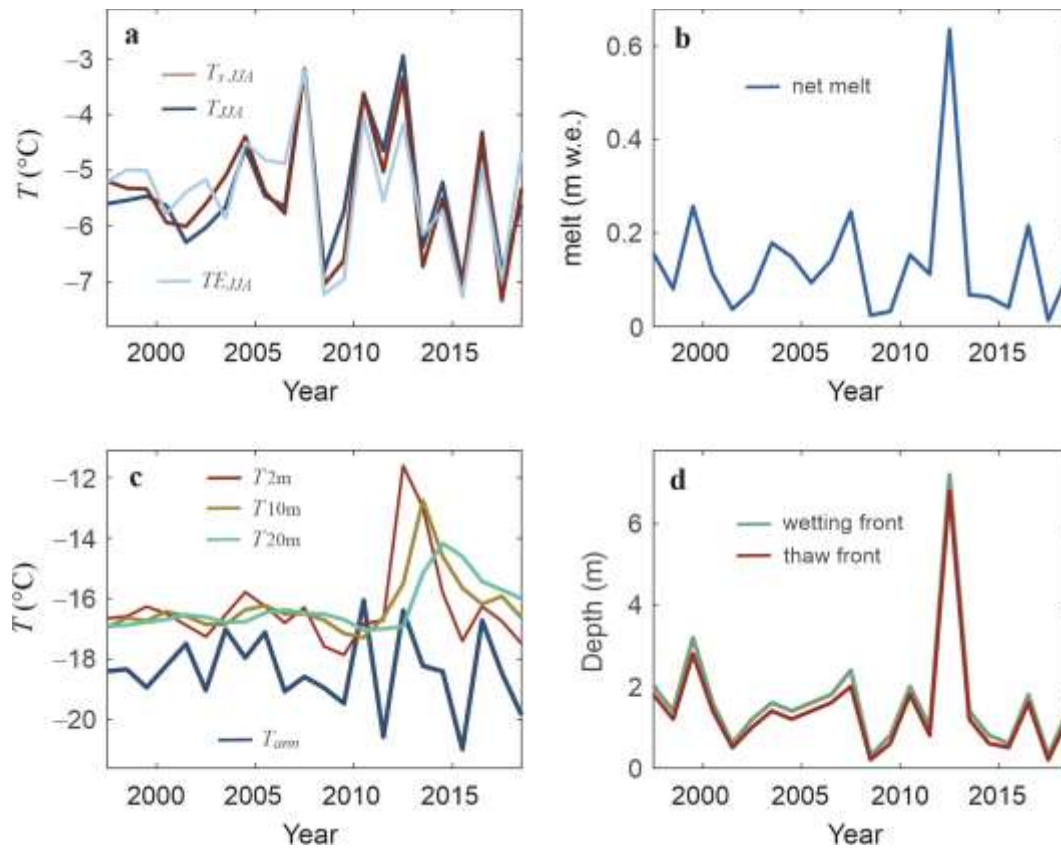 a
−3
−4
−5
−6
−7
T (°C)
Ts JJA
TJJA
TEJJA
2000 2005 2010 2015
Year
b
0.6
0.4
0.2
0
melt (m w.e.)
net melt
2000 2005 2010 2015
Year
c
−12
−14
−16
−18
−20
T (°C)
T2m
T10m
T20m
Tarm
2000 2005 2010 2015
Year
d
6
4
2
0
Depth (m)
wetting front
thaw front
2000 2005 2010 2015
Year